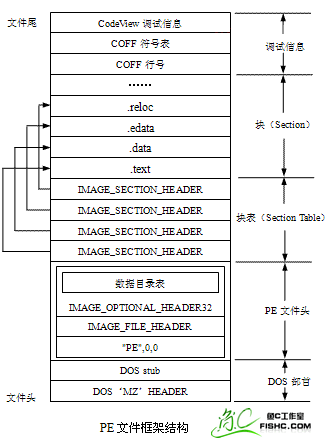 文件尾
CodeView 调试信息
COFF 符号表
COFF 行号
调试信息
……
.reloc
.edata
.data
.text
块（Section）
IMAGE_SECTION_HEADER
IMAGE_SECTION_HEADER
IMAGE_SECTION_HEADER
IMAGE_SECTION_HEADER
块表（Section Table）
数据目录表
IMAGE_OPTIONAL_HEADER32
IMAGE_FILE_HEADER
"PE",0,0
PE 文件头
DOS stub
DOS ‘MZ’ HEADER
DOS 部首
文件头
PE 文件框架结构
鱼C工作室
FISHC.COM